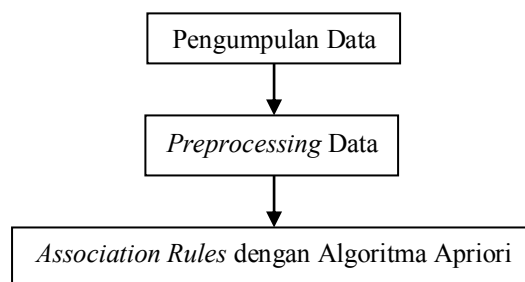 Pengumpulan Data
Preprocessing Data
Association Rules dengan Algoritma Apriori